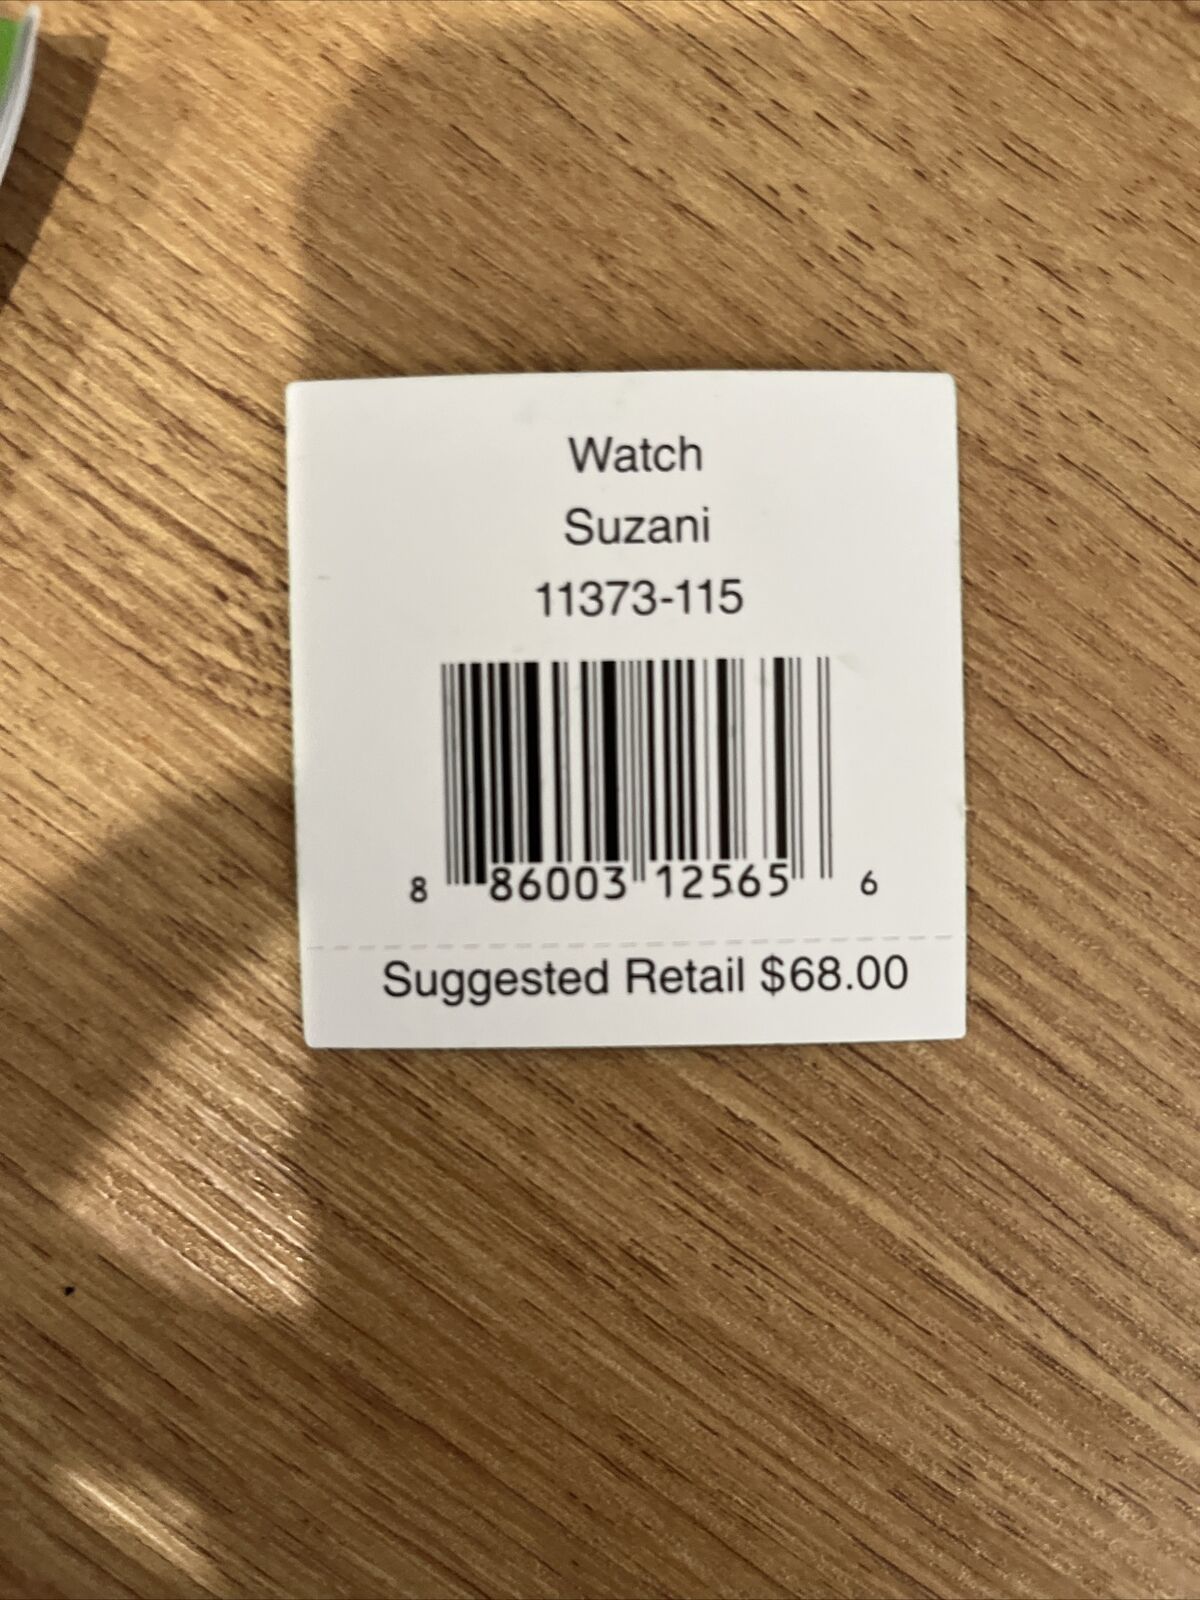 Watch
Suzani
11373-115
8 86003 12565 6
Suggested Retail $68.00